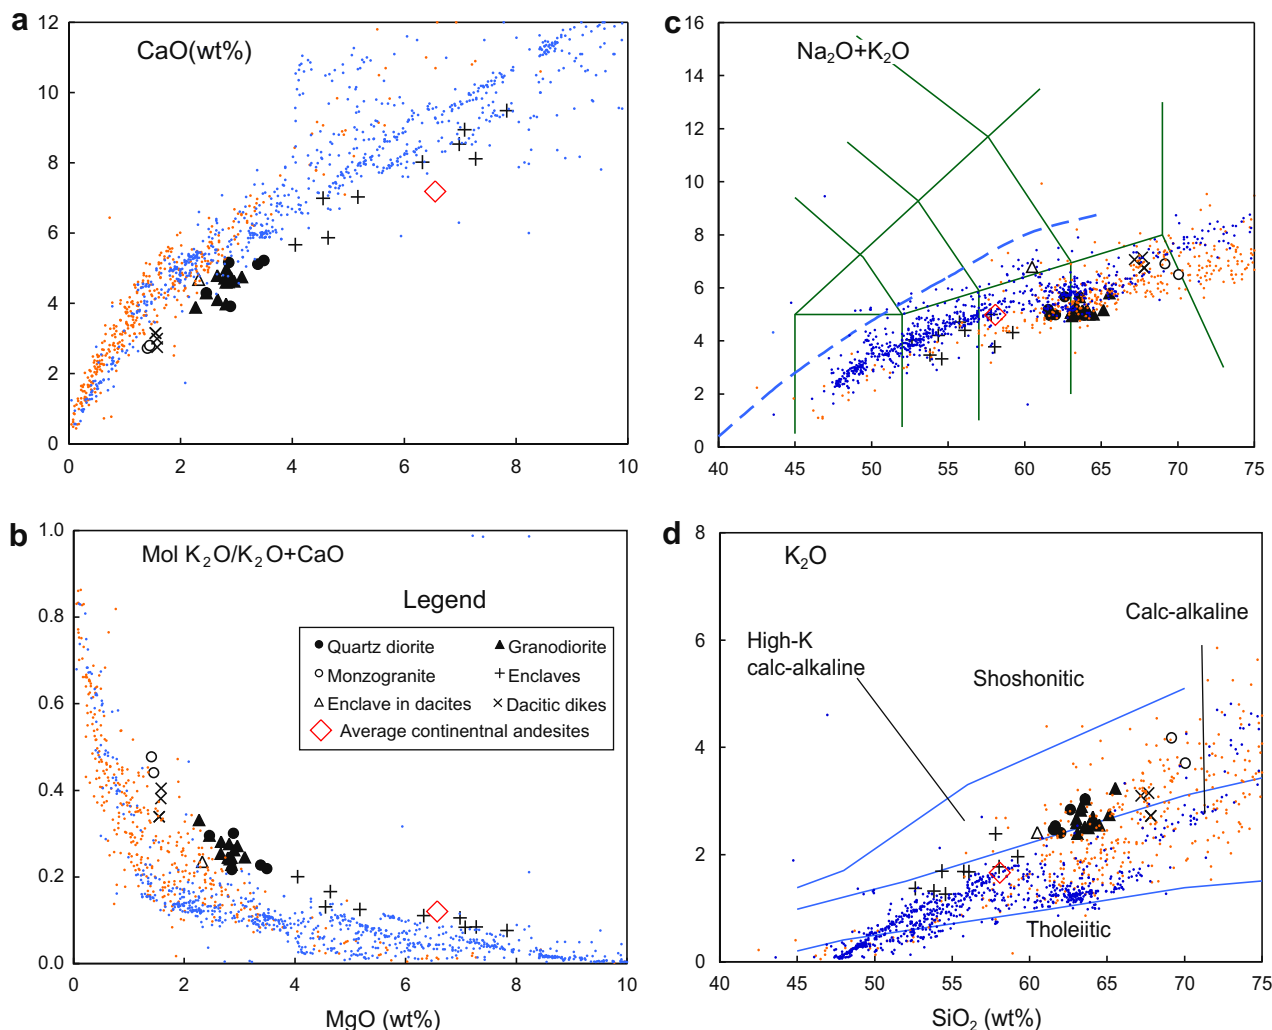 a
CaO(wt%)
12
10
8
6
4
2
0
0 2 4 6 8 10
c
Na2O+K2O
16
14
12
10
8
6
4
2
0
40 45 50 55 60 65 70 75
b
Mol K2O/K2O+CaO
1.0
0.8
0.6
0.4
0.2
0.0
Legend
Quartz diorite
Granodiorite
Monzogranite
Enclaves
Enclave in dacites
Dacitic dikes
Average continentnal andesites
0 2 4 6 8 10
MgO (wt%)
d
K2O
8
6
4
2
0
Calc-alkaline
High-K
calc-alkaline
Shoshonitic
Tholeiitic
40 45 50 55 60 65 70 75
SiO2 (wt%)